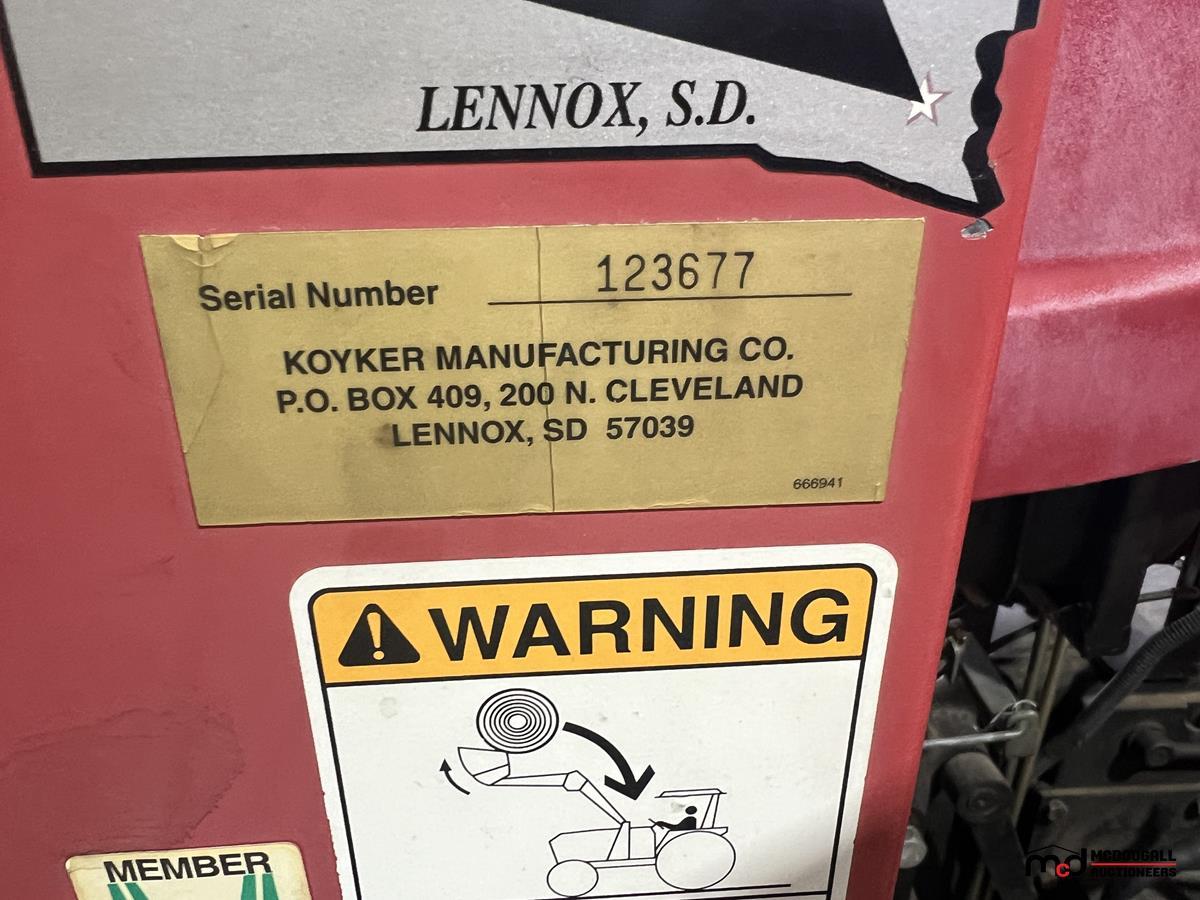 LENNOX, S.D.
Serial Number 123677
KOYKER MANUFACTURING CO.
P.O. BOX 409, 200 N. CLEVELAND
LENNOX, SD 57039
666941
WARNING
MEMBER
mcd MCDOUGALL
AUCTIONEERS